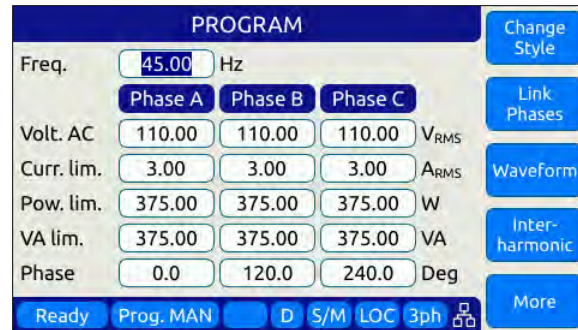 PROGRAM
Freq. 45.00 Hz
Phase A Phase B Phase C
Volt. AC 110.00 110.00 110.00 VRMS
Curr. lim. 3.00 3.00 3.00 ARMS
Pow. lim. 375.00 375.00 375.00 W
VA lim. 375.00 375.00 375.00 VA
Phase 0.0 120.0 240.0 Deg
Ready Prog. MAN D S/M LOC 3ph
Change
Style
Link
Phases
Waveform
Inter-
harmonic
More